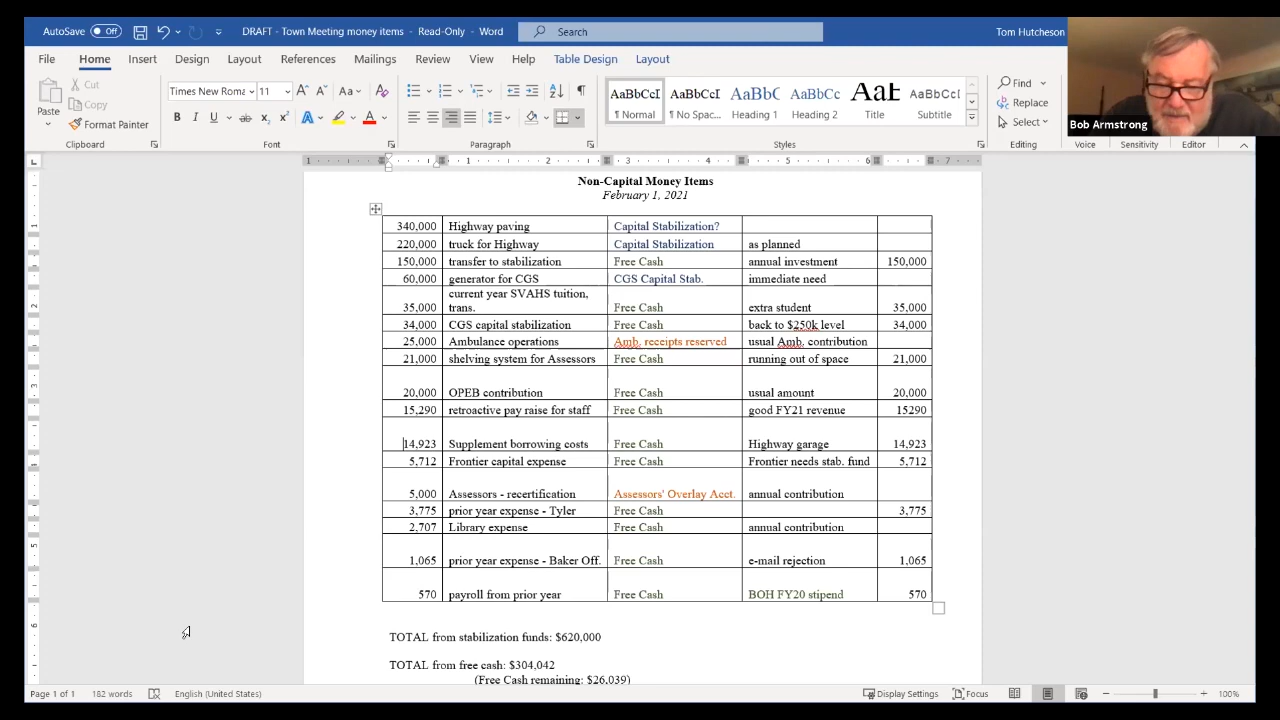 AutoSave Off DRAFT - Town Meeting money items - Read-Only - Word Search Tom Hutcheson
File Home Insert Design Layout References Mailings Review View Help Table Design Layout
Paste Cut Copy Format Painter
Times New Roma 11
AaBbCcI AaBbCcI AaBbC AaBbCc AaB AaBbCcD
Normal No Spac... Heading 1 Heading 2 Title Subtitle
Find
Replace
Select
Bob Armstrong
Clipboard Font Paragraph Styles Editing Voice Sensitivity Editor
1 1 2 3 4 5 6 7
Non-Capital Money Items
February 1, 2021
340,000 Highway paving Capital Stabilization?
220,000 truck for Highway Capital Stabilization as planned
150,000 transfer to stabilization Free Cash annual investment 150,000
60,000 generator for CGS CGS Capital Stab. immediate need
current year SVAHS tuition,
35,000 trans. Free Cash extra student 35,000
34,000 CGS capital stabilization Free Cash back to $250k level 34,000
25,000 Ambulance operations Amb. receipts reserved usual Amb. contribution
21,000 shelving system for Assessors Free Cash running out of space 21,000
20,000 OPEB contribution Free Cash usual amount 20,000
15,290 retroactive pay raise for staff Free Cash good FY21 revenue 15290
14,923 Supplement borrowing costs Free Cash Highway garage 14,923
5,712 Frontier capital expense Free Cash Frontier needs stab. fund 5,712
5,000 Assessors - recertification Assessors' Overlay Acct. annual contribution
3,775 prior year expense - Tyler Free Cash 3,775
2,707 Library expense Free Cash annual contribution
1,065 prior year expense - Baker Off. Free Cash e-mail rejection 1,065
570 payroll from prior year Free Cash BOH FY20 stipend 570
TOTAL from stabilization funds: $620,000
TOTAL from free cash: $304,042
(Free Cash remaining: $26,039)
Page 1 of 1 182 words English (United States) Display Settings Focus 100%